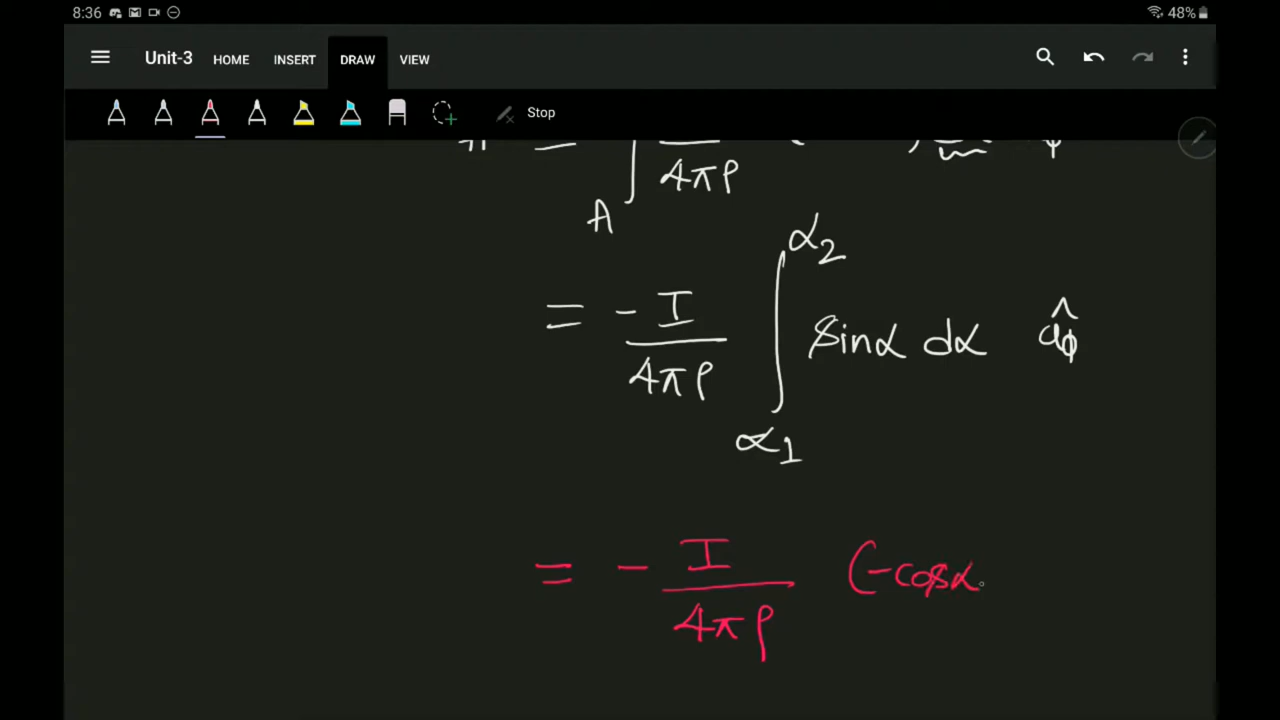 8:36 48%
Unit-3 HOME INSERT DRAW VIEW
Stop
4πρ
A
α2
= -I/4πρ ∫ sinα dα âϕ
α1
= - I/4πρ (-cosα